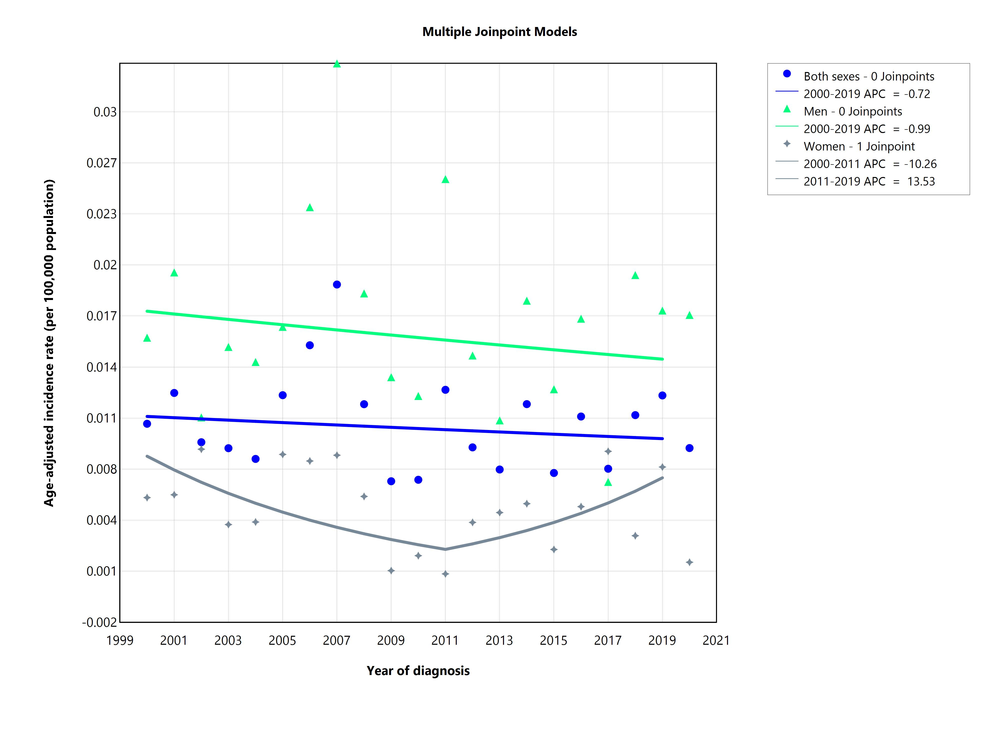 Multiple Joinpoint Models
Both sexes - 0 Joinpoints
2000-2019 APC = -0.72
Men - 0 Joinpoints
2000-2019 APC = -0.99
Women - 1 Joinpoint
2000-2011 APC = -10.26
2011-2019 APC = 13.53
Age-adjusted incidence rate (per 100,000 population)
0.03
0.027
0.023
0.02
0.017
0.014
0.011
0.008
0.004
0.001
-0.002
1999 2001 2003 2005 2007 2009 2011 2013 2015 2017 2019 2021
Year of diagnosis